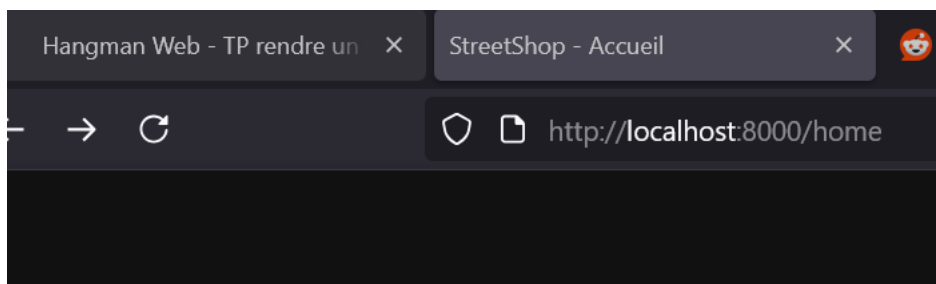 Hangman Web - TP rendre un
StreetShop - Accueil
http://localhost:8000/home